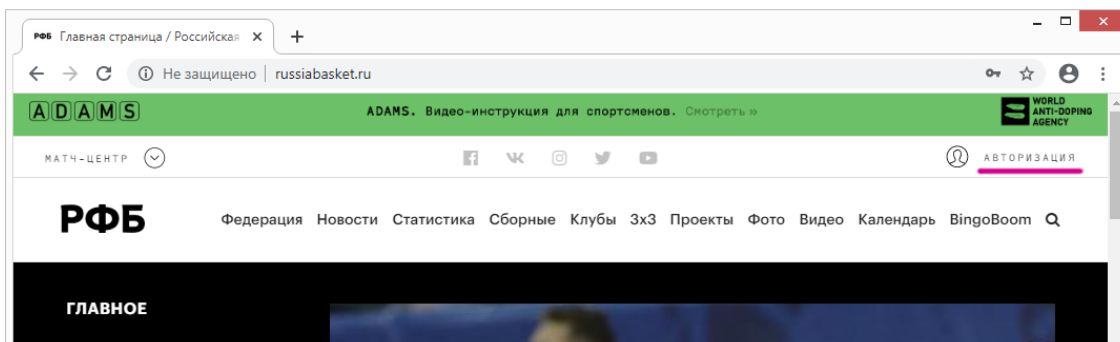 РФБ Главная страница / Российская
Не защищено | russiabasket.ru
ADAMS
ADAMS. Видео-инструкция для спортсменов. Смотреть »
WORLD
ANTI-DOPING
AGENCY
МАТЧ-ЦЕНТР
АВТОРИЗАЦИЯ
РФБ
Федерация Новости Статистика Сборные Клубы 3x3 Проекты Фото Видео Календарь BingoBoom
ГЛАВНОЕ